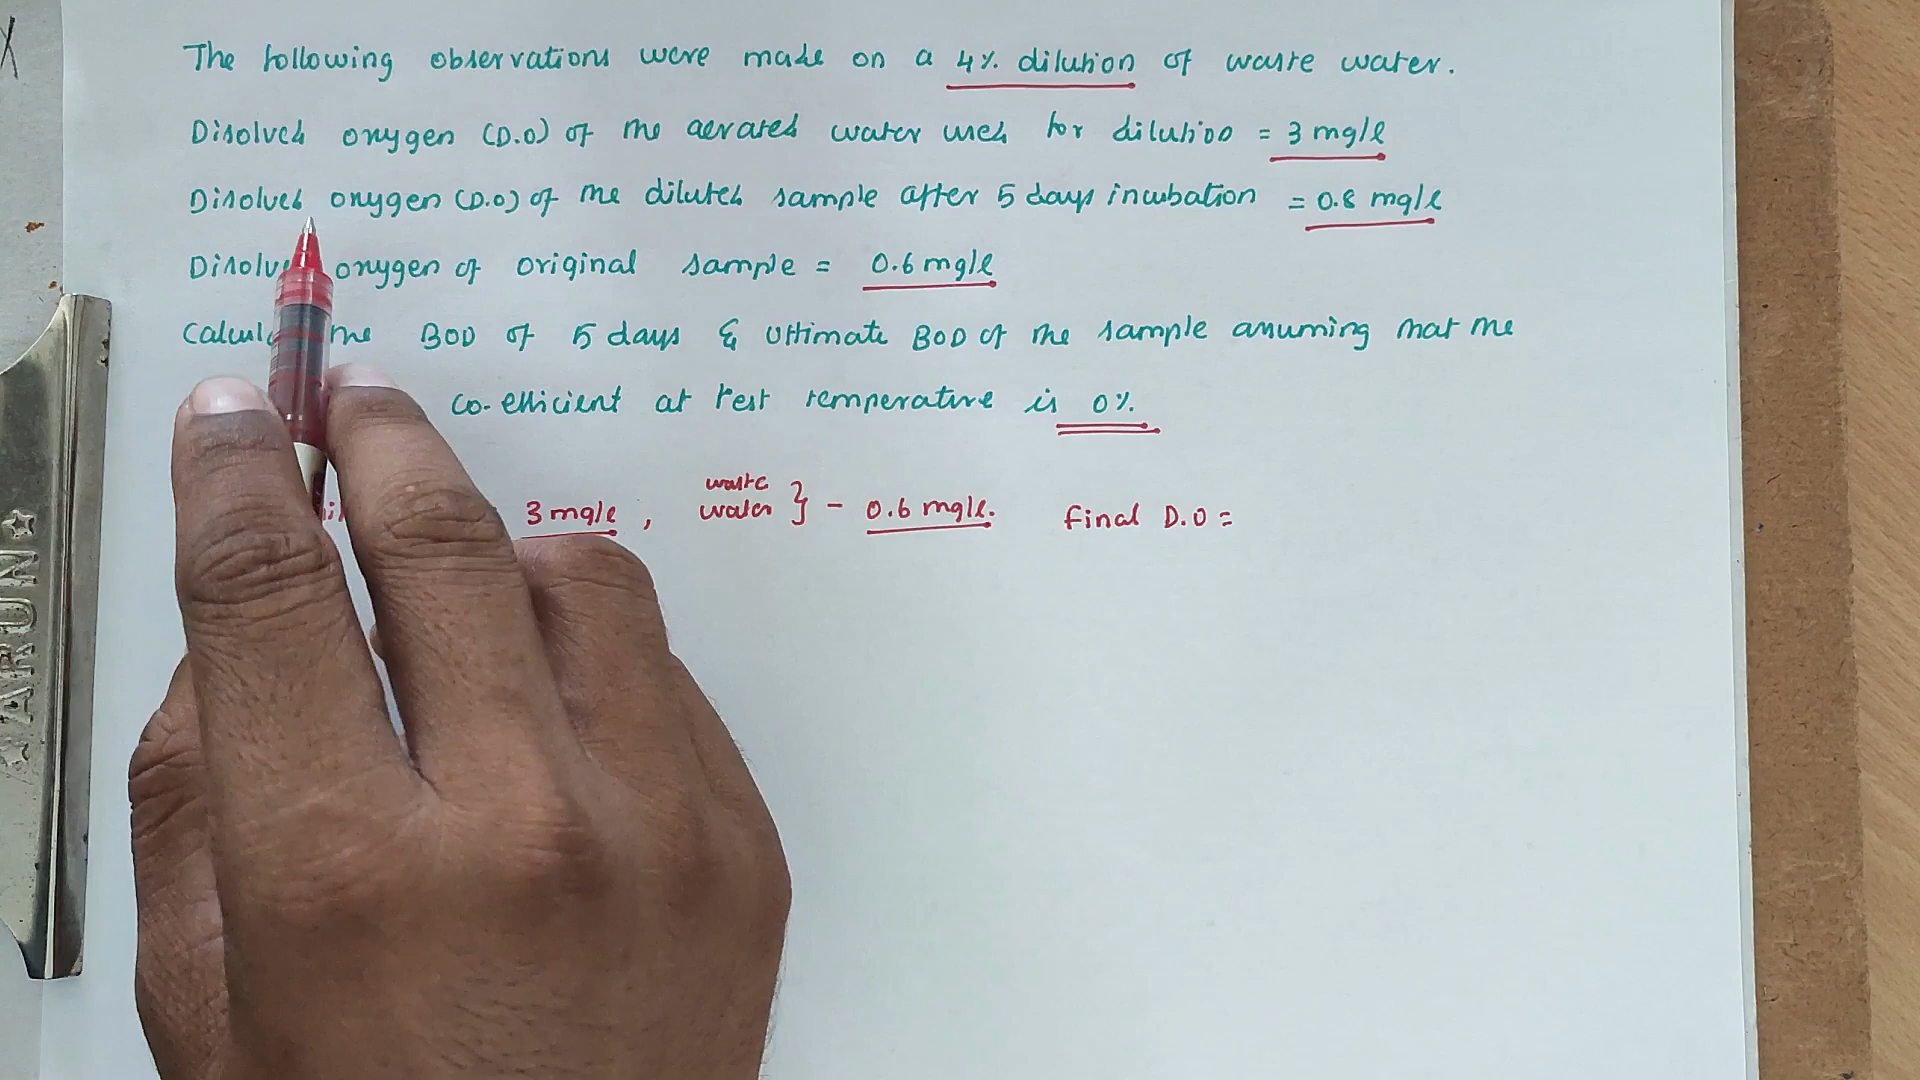 The following observations were made on a 4% dilution of waste water.
Disolved oxygen (D.O) of the aerated water used for dilution = 3 mg/l
Disolved oxygen (D.O) of the diluted sample after 5 days incubation = 0.8 mg/l
oxygen of original sample = 0.6 mg/l
the BOD of 5 days & Ultimate BOD of the sample assuming that the
co-efficient at test temperature is 0%.
3 mg/l, waste water } - 0.6 mg/l. Final D.O =
ARUN